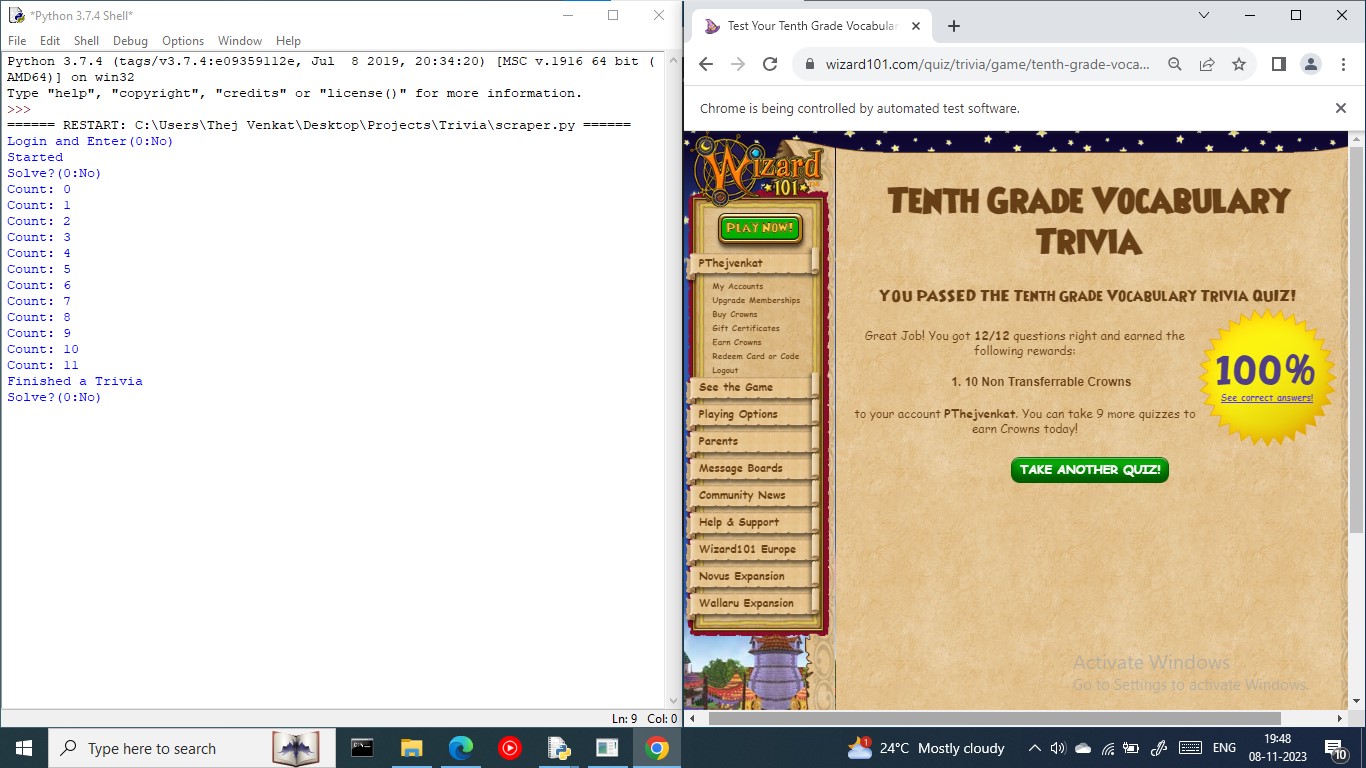 *Python 3.7.4 Shell*
File Edit Shell Debug Options Window Help
Python 3.7.4 (tags/v3.7.4:e09359112e, Jul  8 2019, 20:34:20) [MSC v.1916 64 bit (
AMD64)] on win32
Type "help", "copyright", "credits" or "license()" for more information.
>>>
====== RESTART: C:\Users\Thej Venkat\Desktop\Projects\Trivia\scraper.py ======
Login and Enter(0:No)
Started
Solve?(0:No)
Count: 0
Count: 1
Count: 2
Count: 3
Count: 4
Count: 5
Count: 6
Count: 7
Count: 8
Count: 9
Count: 10
Count: 11
Finished a Trivia
Solve?(0:No)
Ln: 9 Col: 0
Test Your Tenth Grade Vocabular
wizard101.com/quiz/trivia/game/tenth-grade-voca...
Chrome is being controlled by automated test software.
Wizard
101
PLAY NOW!
PThejvenkat
My Accounts
Upgrade Memberships
Buy Crowns
Gift Certificates
Earn Crowns
Redeem Card or Code
Logout
See the Game
Playing Options
Parents
Message Boards
Community News
Help & Support
Wizard101 Europe
Novus Expansion
Wallaru Expansion
TENTH GRADE VOCABULARY
TRIVIA
YOU PASSED THE TENTH GRADE VOCABULARY TRIVIA QUIZ!
Great Job! You got 12/12 questions right and earned the
following rewards:
1. 10 Non Transferrable Crowns
to your account PThejvenkat. You can take 9 more quizzes to
earn Crowns today!
100%
See correct answers!
TAKE ANOTHER QUIZ!
Activate Windows
Go to Settings to activate Windows.
Type here to search
1
24°C Mostly cloudy
ENG
19:48
08-11-2023
10